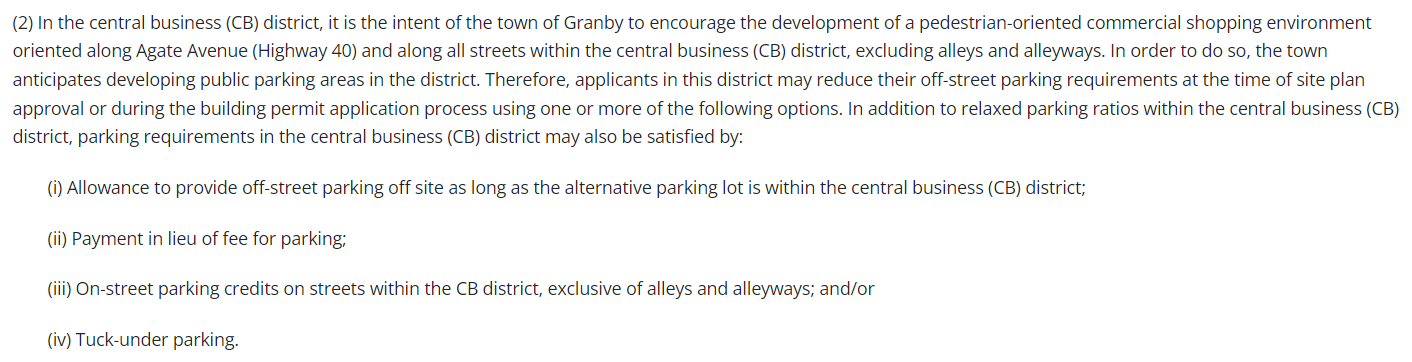 (2) In the central business (CB) district, it is the intent of the town of Granby to encourage the development of a pedestrian-oriented commercial shopping environment
oriented along Agate Avenue (Highway 40) and along all streets within the central business (CB) district, excluding alleys and alleyways. In order to do so, the town
anticipates developing public parking areas in the district. Therefore, applicants in this district may reduce their off-street parking requirements at the time of site plan
approval or during the building permit application process using one or more of the following options. In addition to relaxed parking ratios within the central business (CB)
district, parking requirements in the central business (CB) district may also be satisfied by:
(i) Allowance to provide off-street parking off site as long as the alternative parking lot is within the central business (CB) district;
(ii) Payment in lieu of fee for parking;
(iii) On-street parking credits on streets within the CB district, exclusive of alleys and alleyways; and/or
(iv) Tuck-under parking.